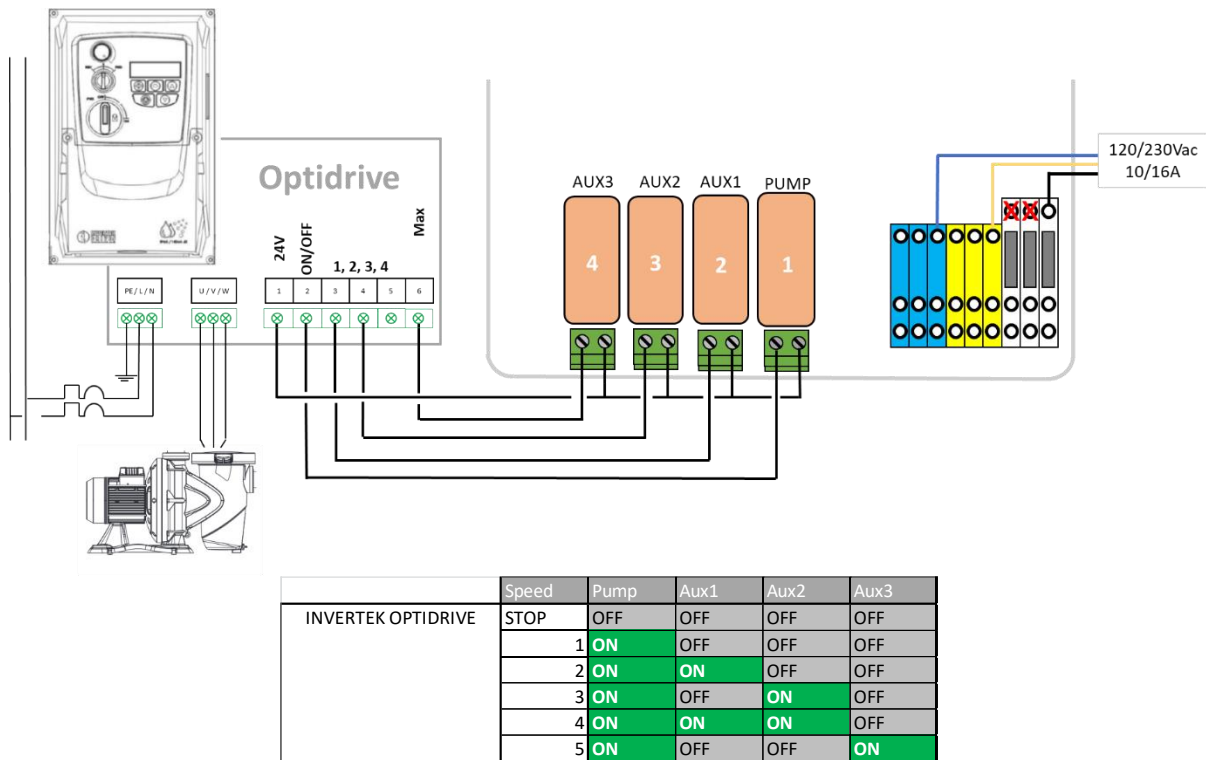 120/230Vac
10/16A
Optidrive
24V
ON/OFF
1, 2, 3, 4
Max
AUX3 AUX2 AUX1 PUMP
4 3 2 1
PE / L / N
U / V / W
1 2 3 4 5 6
Speed Pump Aux1 Aux2 Aux3
INVERTEK OPTIDRIVE STOP OFF OFF OFF OFF
1 ON OFF OFF OFF
2 ON ON OFF OFF
3 ON OFF ON OFF
4 ON ON ON OFF
5 ON OFF OFF ON